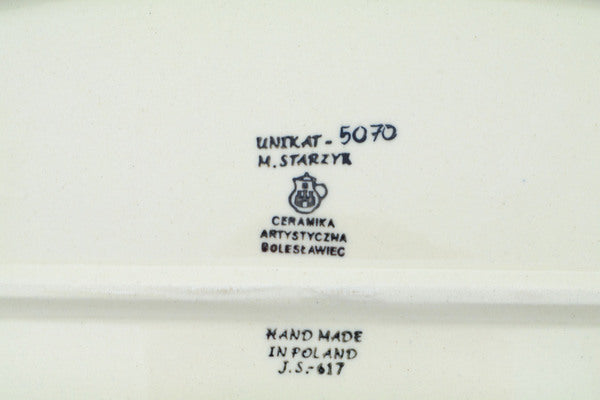 UNIKAT - 5070
M. STARZYK
CERAMIKA
ARTYSTYCZNA
BOLESŁAWIEC
HAND MADE
IN POLAND
J.S.-617